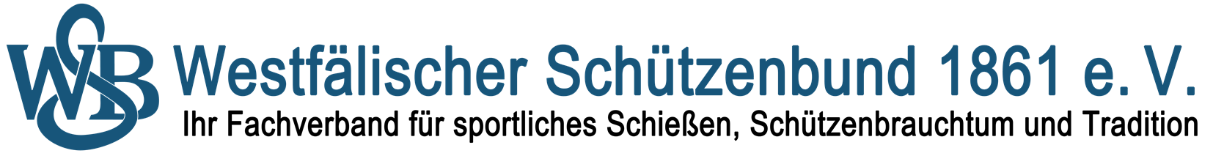 WSB
Westfälischer Schützenbund 1861 e. V.
Ihr Fachverband für sportliches Schießen, Schützenbrauchtum und Tradition